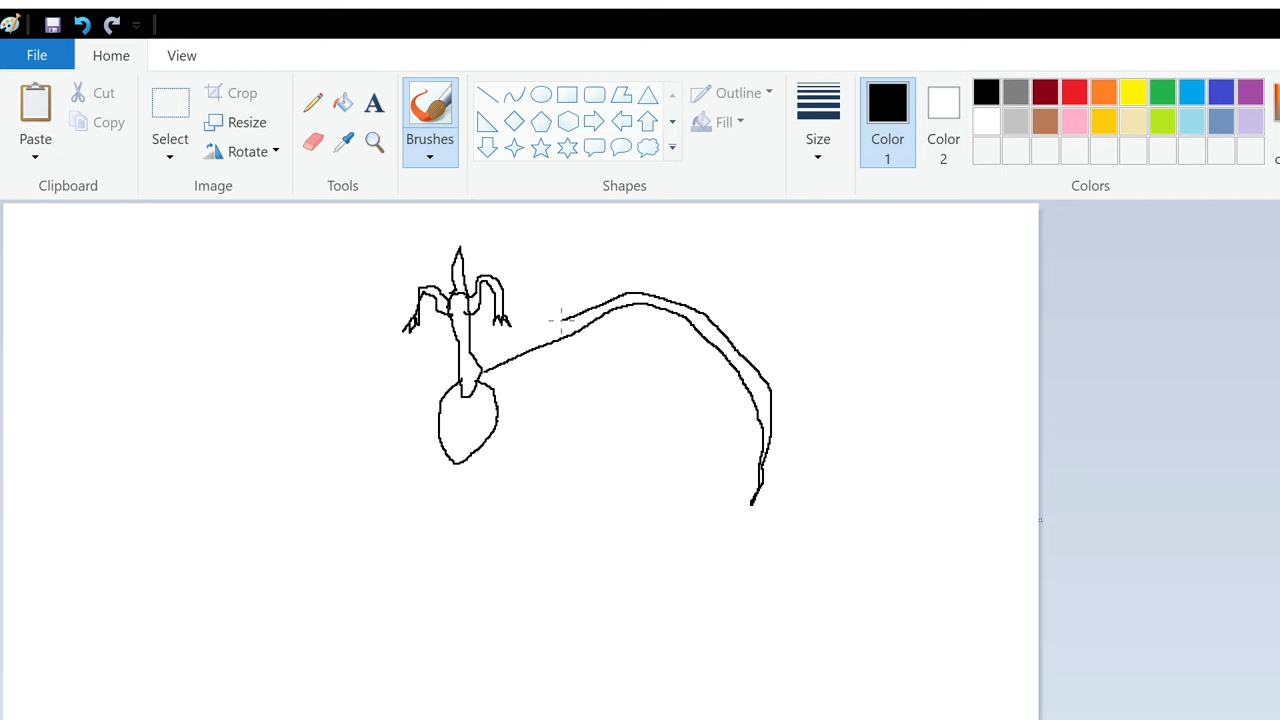 File Home View
Paste Cut Copy Select Crop Resize Rotate Brushes Outline Fill Size Color 1 Color 2
Clipboard Image Tools Shapes Colors